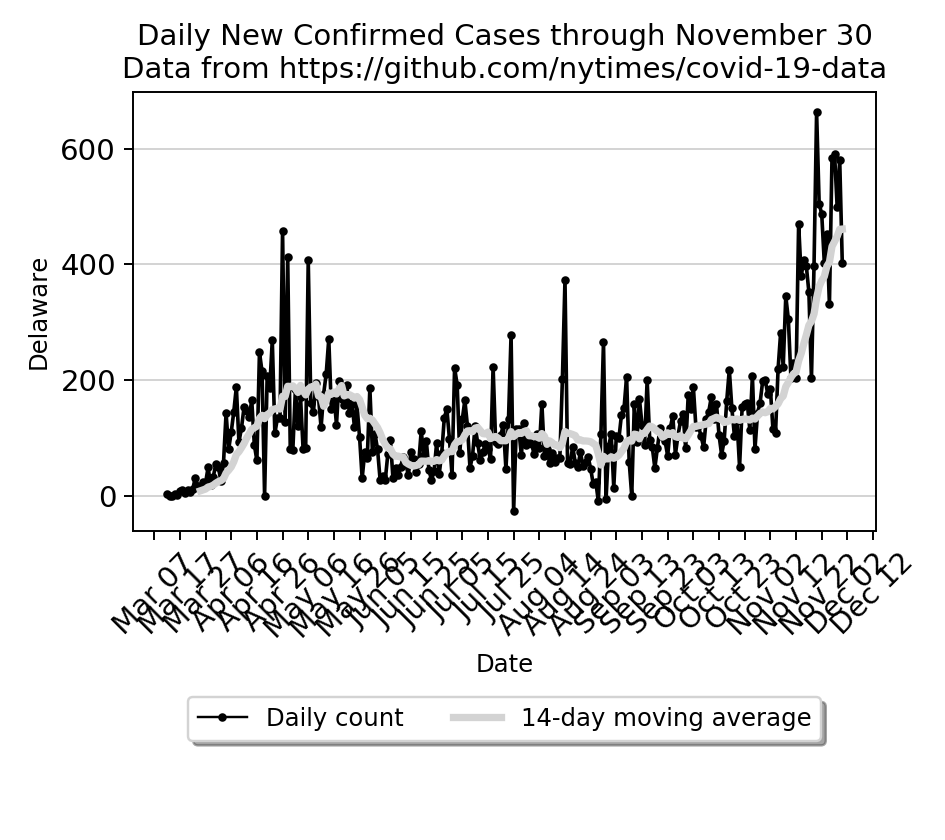 Daily New Confirmed Cases through November 30
Data from https://github.com/nytimes/covid-19-data
600
400
200
0
Delaware
Mar 07
Mar 17
Mar 27
Apr 06
Apr 16
Apr 26
May 06
May 16
May 26
Jun 05
Jun 15
Jun 25
Jul 05
Jul 15
Jul 25
Aug 04
Aug 14
Aug 24
Sep 03
Sep 13
Sep 23
Oct 03
Oct 13
Oct 23
Nov 02
Nov 12
Nov 22
Dec 02
Dec 12
Date
Daily count
14-day moving average